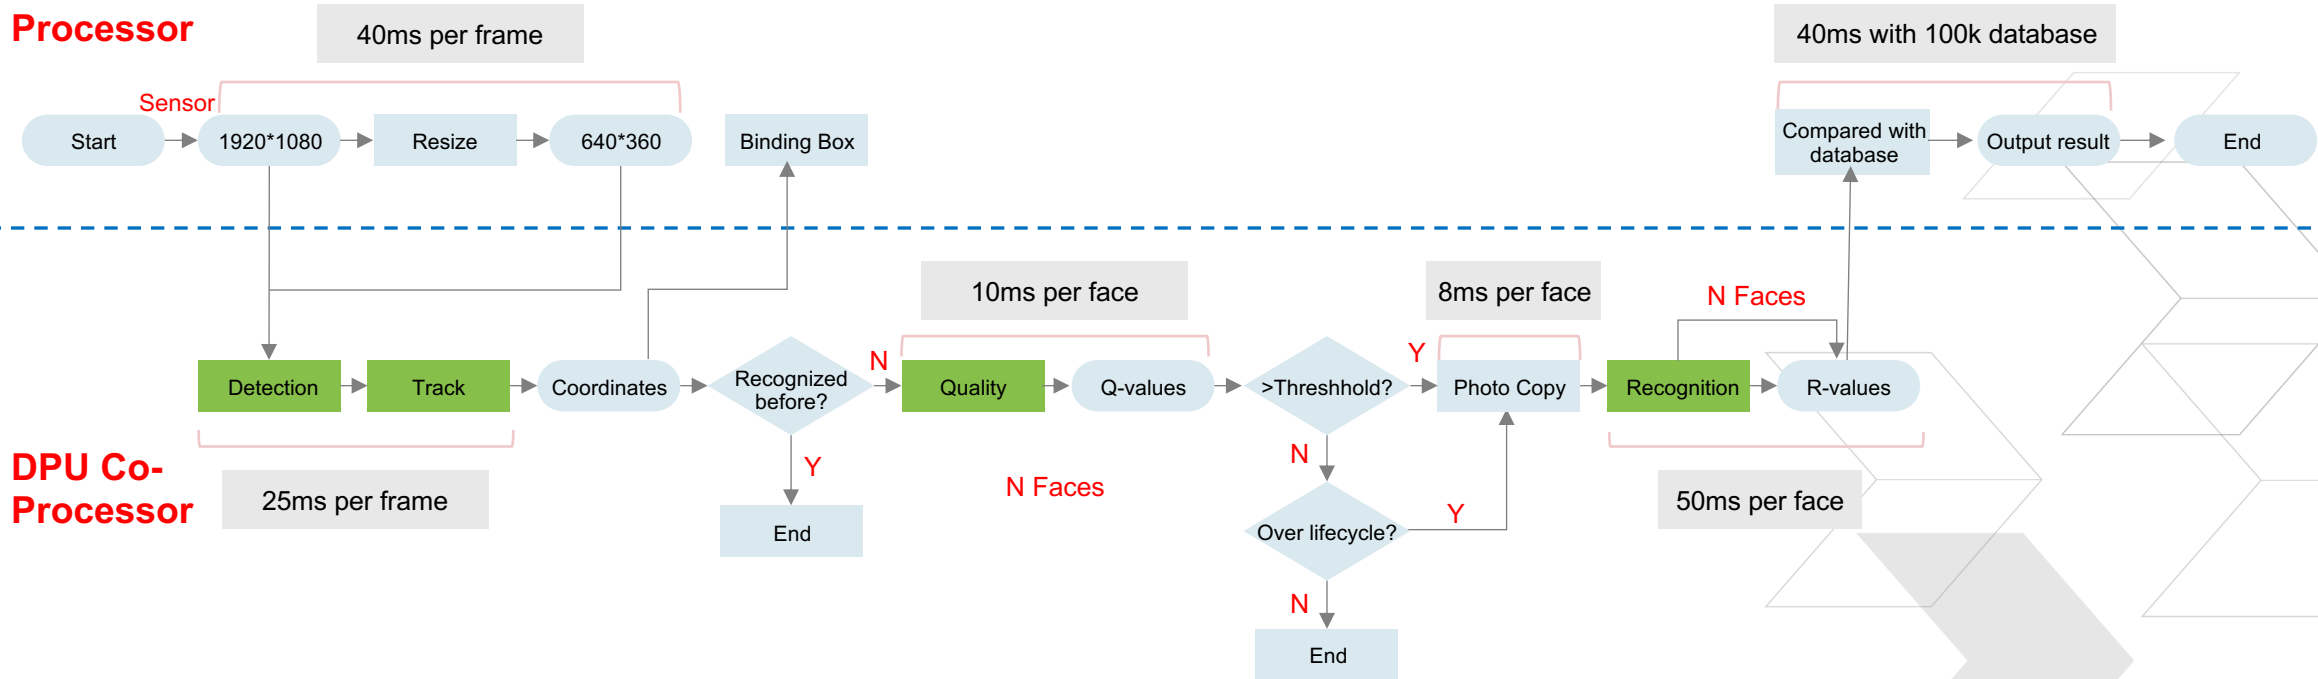 Processor
40ms per frame
40ms with 100k database
Sensor
Start
1920*1080
Resize
640*360
Binding Box
Compared with
database
Output result
End
10ms per face
8ms per face
N Faces
Detection
Track
Coordinates
Recognized
before?
N
Quality
Q-values
>Threshhold?
Y
Photo Copy
Recognition
R-values
DPU Co-
Processor
25ms per frame
Y
End
N Faces
N
Over lifecycle?
Y
50ms per face
N
End